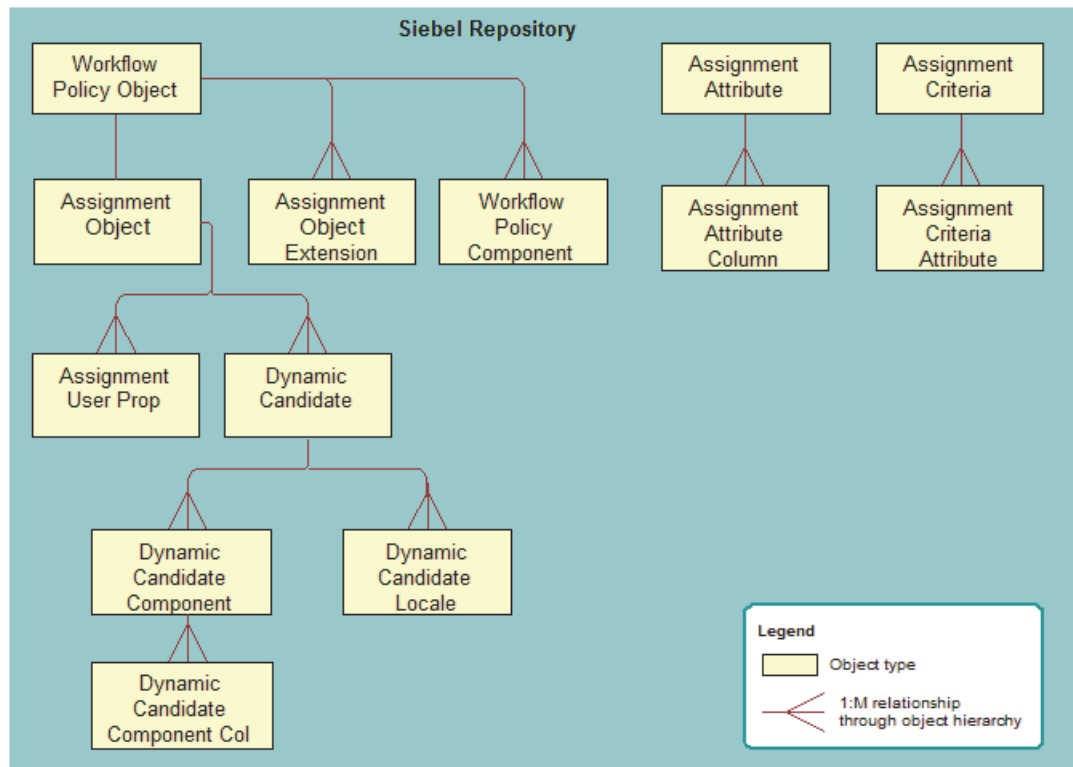 Siebel Repository
Workflow
Policy Object
Assignment
Attribute
Assignment
Criteria
Assignment
Object
Assignment
Object
Extension
Workflow
Policy
Component
Assignment
Attribute
Column
Assignment
Criteria
Attribute
Assignment
User Prop
Dynamic
Candidate
Dynamic
Candidate
Component
Dynamic
Candidate
Locale
Dynamic
Candidate
Component Col
Legend
Object type
1:M relationship
through object hierarchy